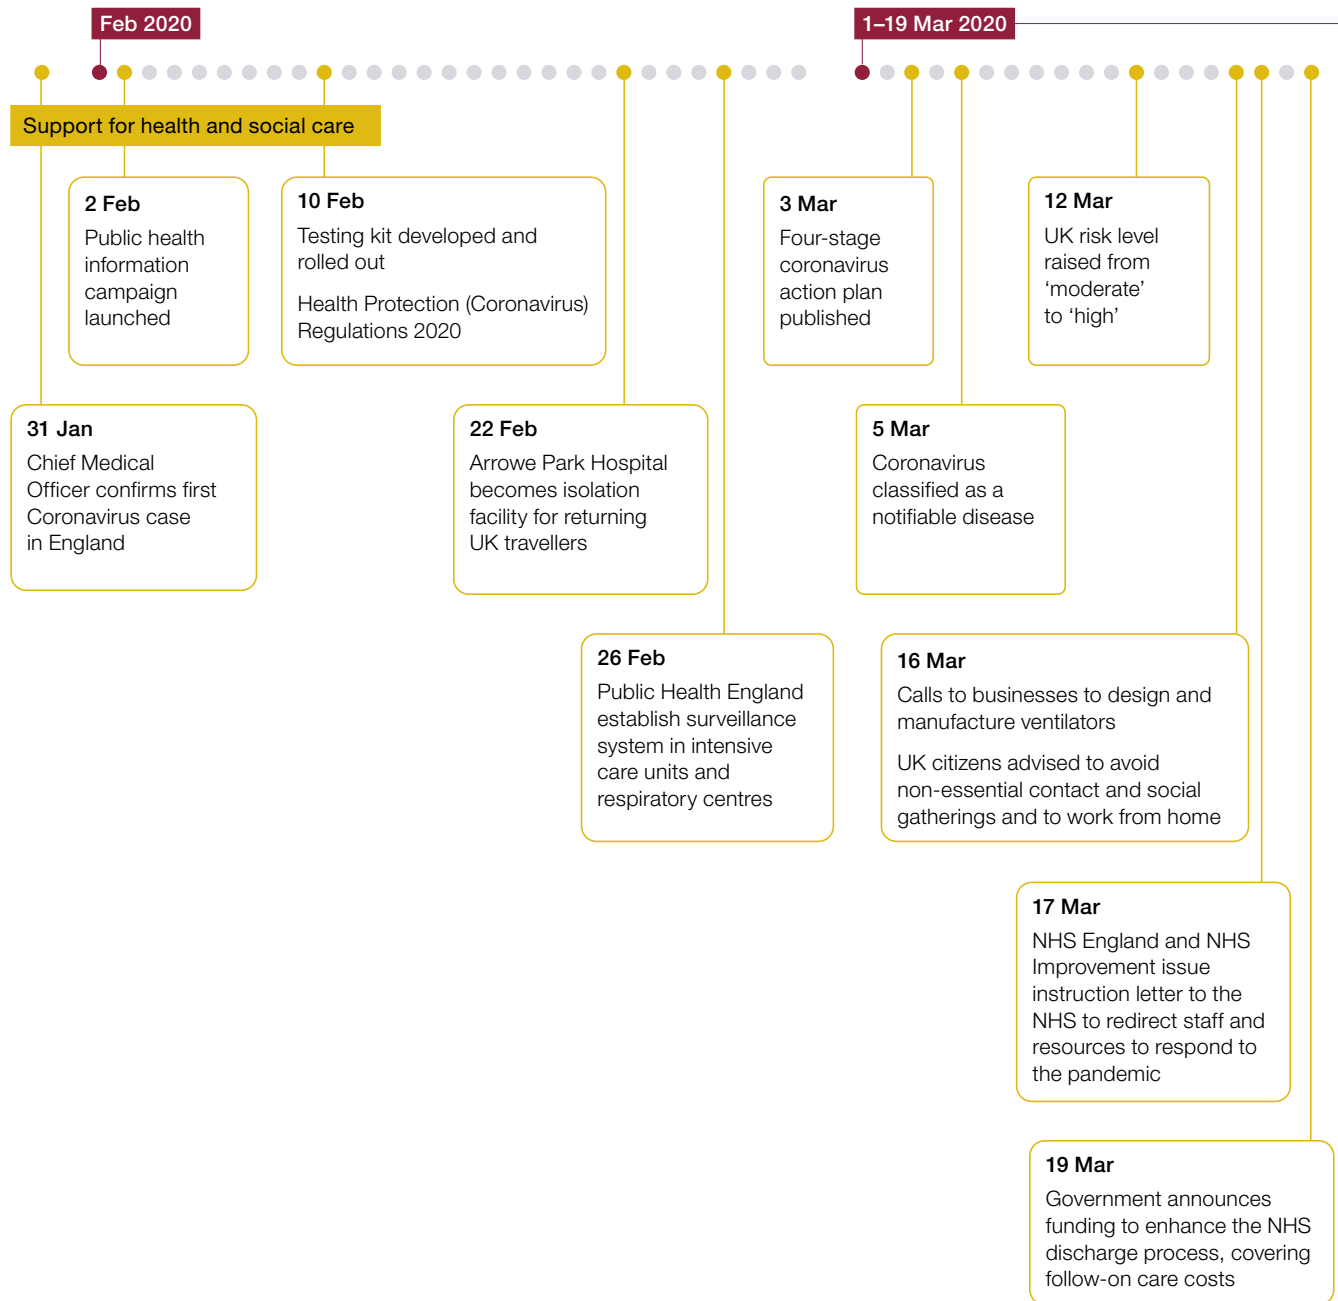 Feb 2020
1–19 Mar 2020
Support for health and social care
2 Feb
Public health
information
campaign
launched
10 Feb
Testing kit developed and
rolled out
Health Protection (Coronavirus)
Regulations 2020
3 Mar
Four-stage
coronavirus
action plan
published
12 Mar
UK risk level
raised from
‘moderate’
to ‘high’
31 Jan
Chief Medical
Officer confirms first
Coronavirus case
in England
22 Feb
Arrowe Park Hospital
becomes isolation
facility for returning
UK travellers
5 Mar
Coronavirus
classified as a
notifiable disease
26 Feb
Public Health England
establish surveillance
system in intensive
care units and
respiratory centres
16 Mar
Calls to businesses to design and
manufacture ventilators
UK citizens advised to avoid
non-essential contact and social
gatherings and to work from home
17 Mar
NHS England and NHS
Improvement issue
instruction letter to the
NHS to redirect staff and
resources to respond to
the pandemic
19 Mar
Government announces
funding to enhance the NHS
discharge process, covering
follow-on care costs